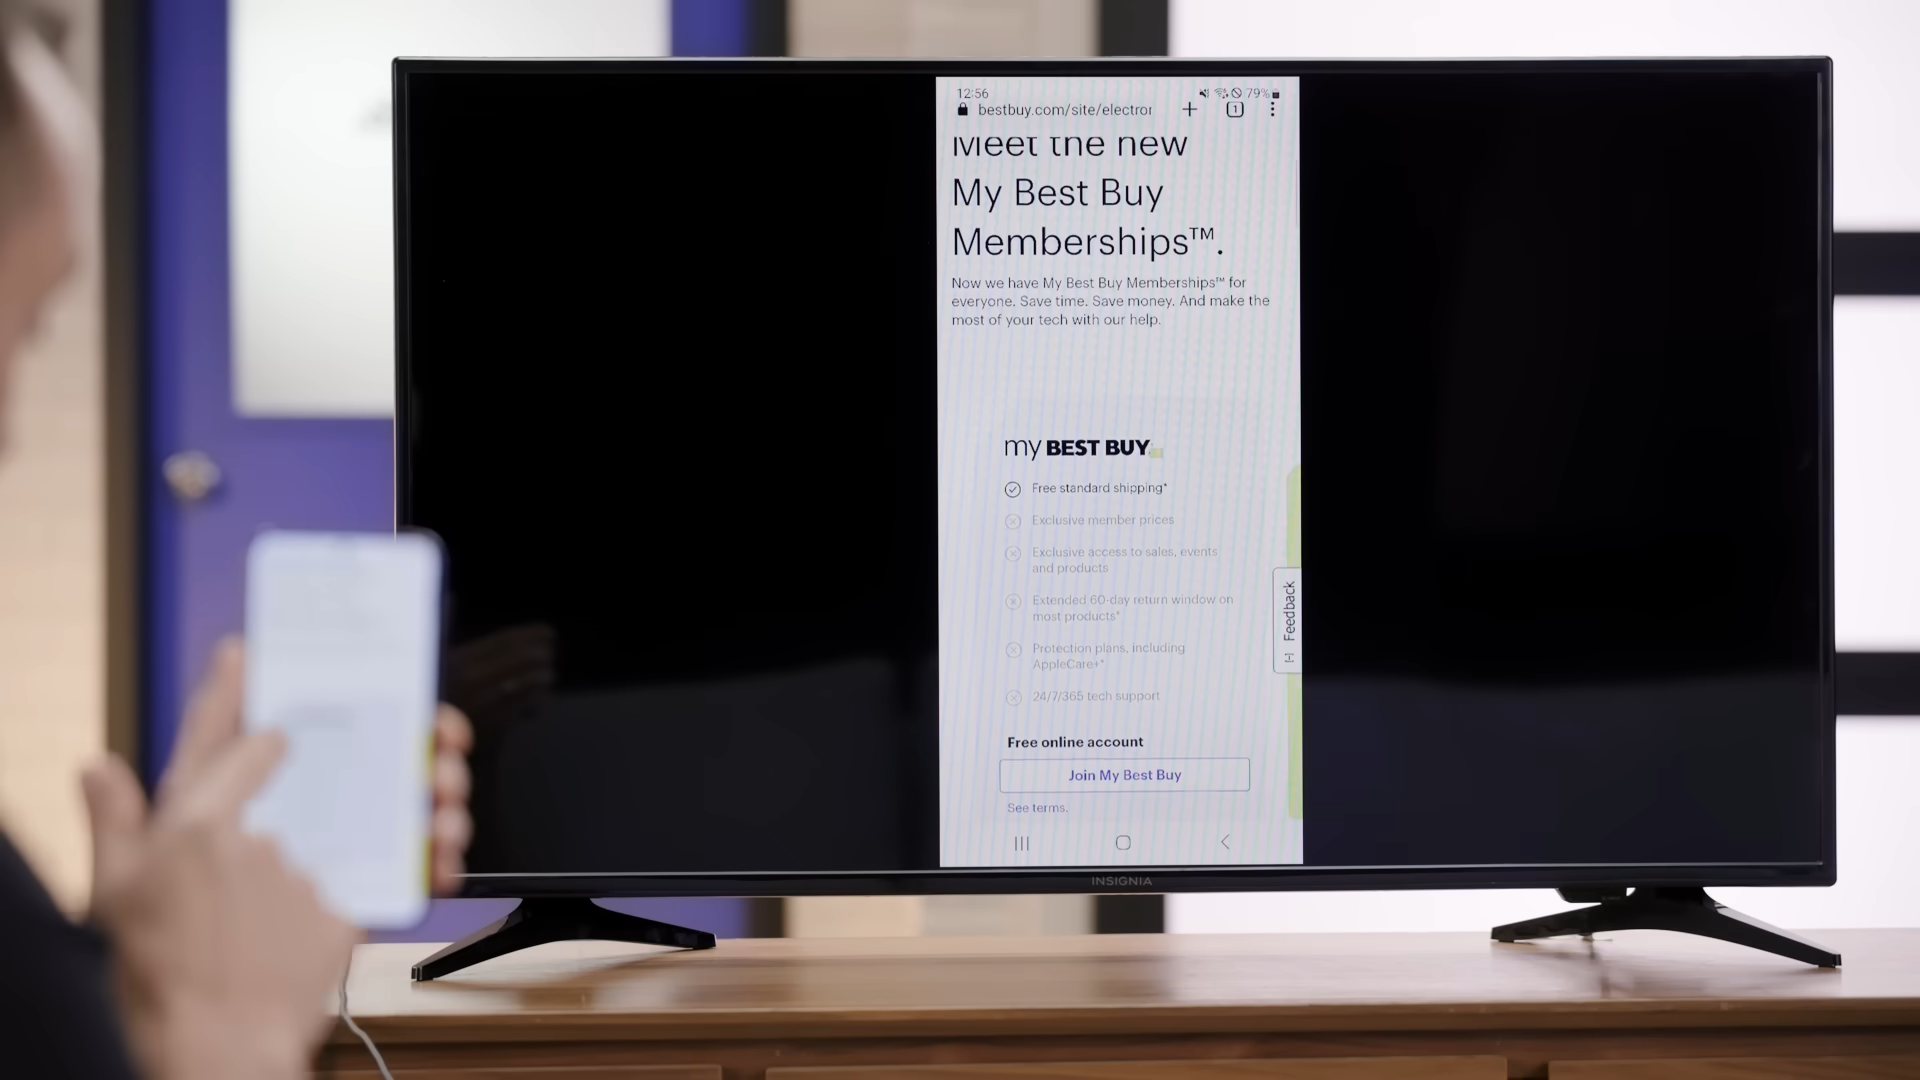 12:56
79%
bestbuy.com/site/electror
1
Meet the new
My Best Buy
Memberships™.
Now we have My Best Buy Memberships™ for
everyone. Save time. Save money. And make the
most of your tech with our help.
my BEST BUY
Free standard shipping*
Exclusive member prices
Exclusive access to sales, events
and products
Extended 60-day return window on
most products*
Protection plans, including
AppleCare+*
24/7/365 tech support
Feedback
Free online account
Join My Best Buy
See terms.
INSIGNIA